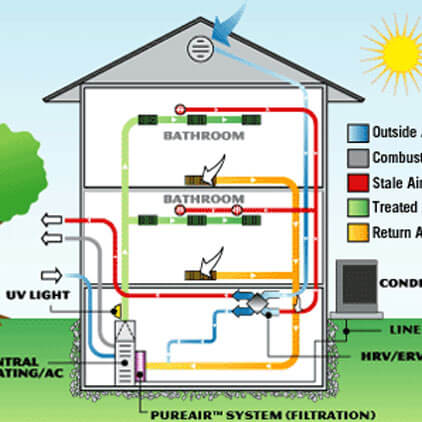 BATHROOM
Outside
Combust
Stale Air
BATHROOM
Treated
Return A
UV LIGHT
COND
LINE
NTRAL
ATING/AC
HRV/ERV
PUREAIR™ SYSTEM (FILTRATION)